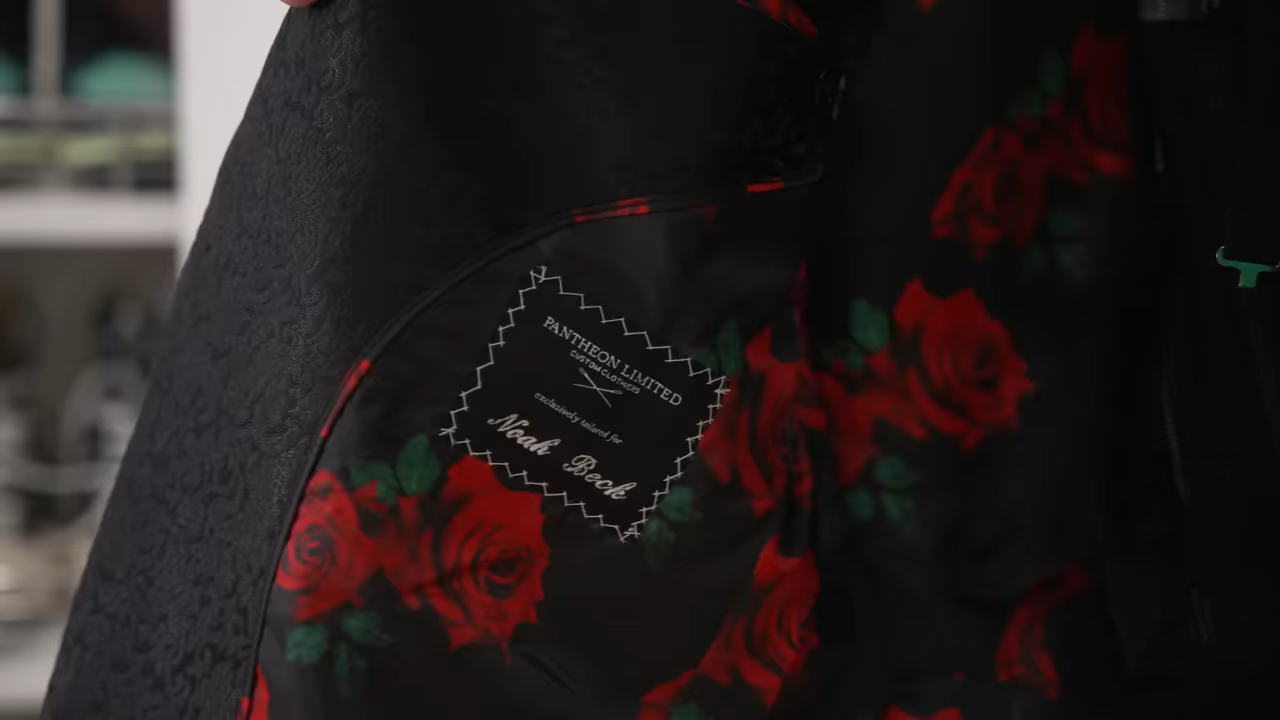 PANTHEON LIMITED
CUSTOM CLOTHIERS
exclusively tailored for
Noah Beck